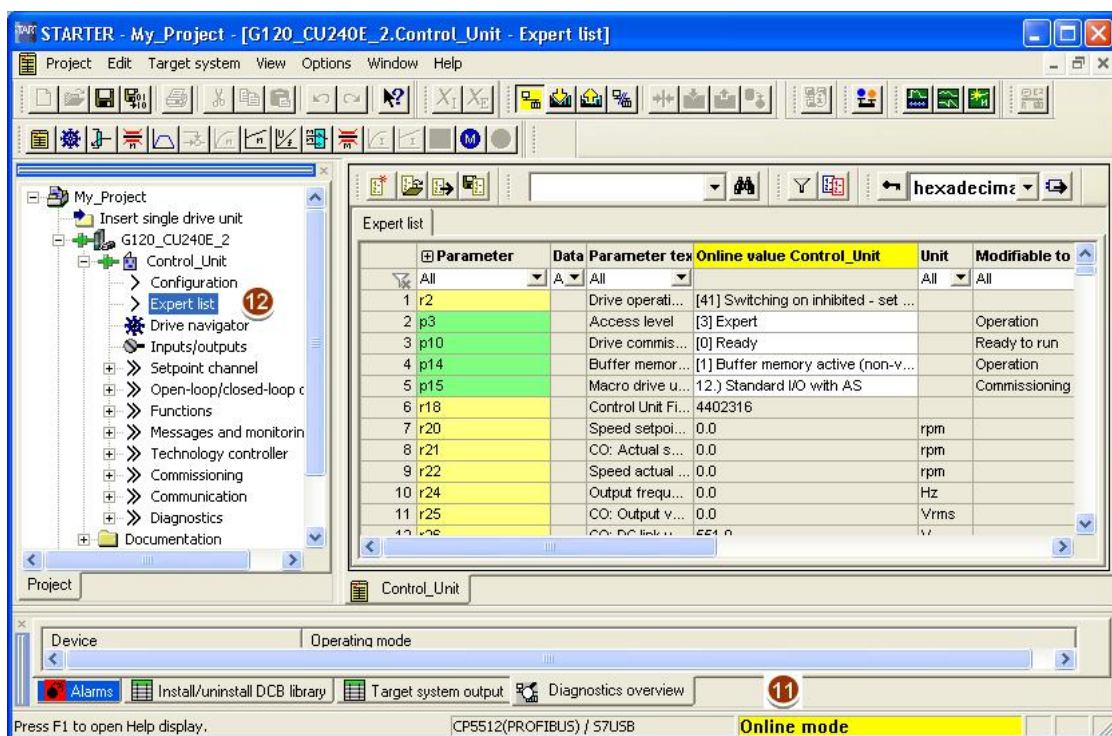 STARTER - My_Project - [G120_CU240E_2.Control_Unit - Expert list]
Project Edit Target system View Options Window Help
My_Project
Insert single drive unit
G120_CU240E_2
Control_Unit
Configuration
Expert list
12
Drive navigator
Inputs/outputs
Setpoint channel
Open-loop/closed-loop c
Functions
Messages and monitorin
Technology controller
Commissioning
Communication
Diagnostics
Documentation
Project
hexadecima
Expert list
Parameter Data Parameter tex Online value Control_Unit Unit Modifiable to
All A All All All
1 r2 Drive operati... [41] Switching on inhibited - set ...
2 p3 Access level [3] Expert Operation
3 p10 Drive commis... [0] Ready Ready to run
4 p14 Buffer memor... [1] Buffer memory active (non-v... Operation
5 p15 Macro drive u... 12.) Standard I/O with AS Commissioning
6 r18 Control Unit Fi... 4402316
7 r20 Speed setpoi... 0.0 rpm
8 r21 CO: Actual s... 0.0 rpm
9 r22 Speed actual ... 0.0 rpm
10 r24 Output frequ... 0.0 Hz
11 r25 CO: Output v... 0.0 Vrms
12 r26 CO: DC link v... 551.0 V
Control_Unit
Device Operating mode
Alarms Install/uninstall DCB library Target system output Diagnostics overview 11
Press F1 to open Help display. CP5512(PROFIBUS) / S7USB Online mode